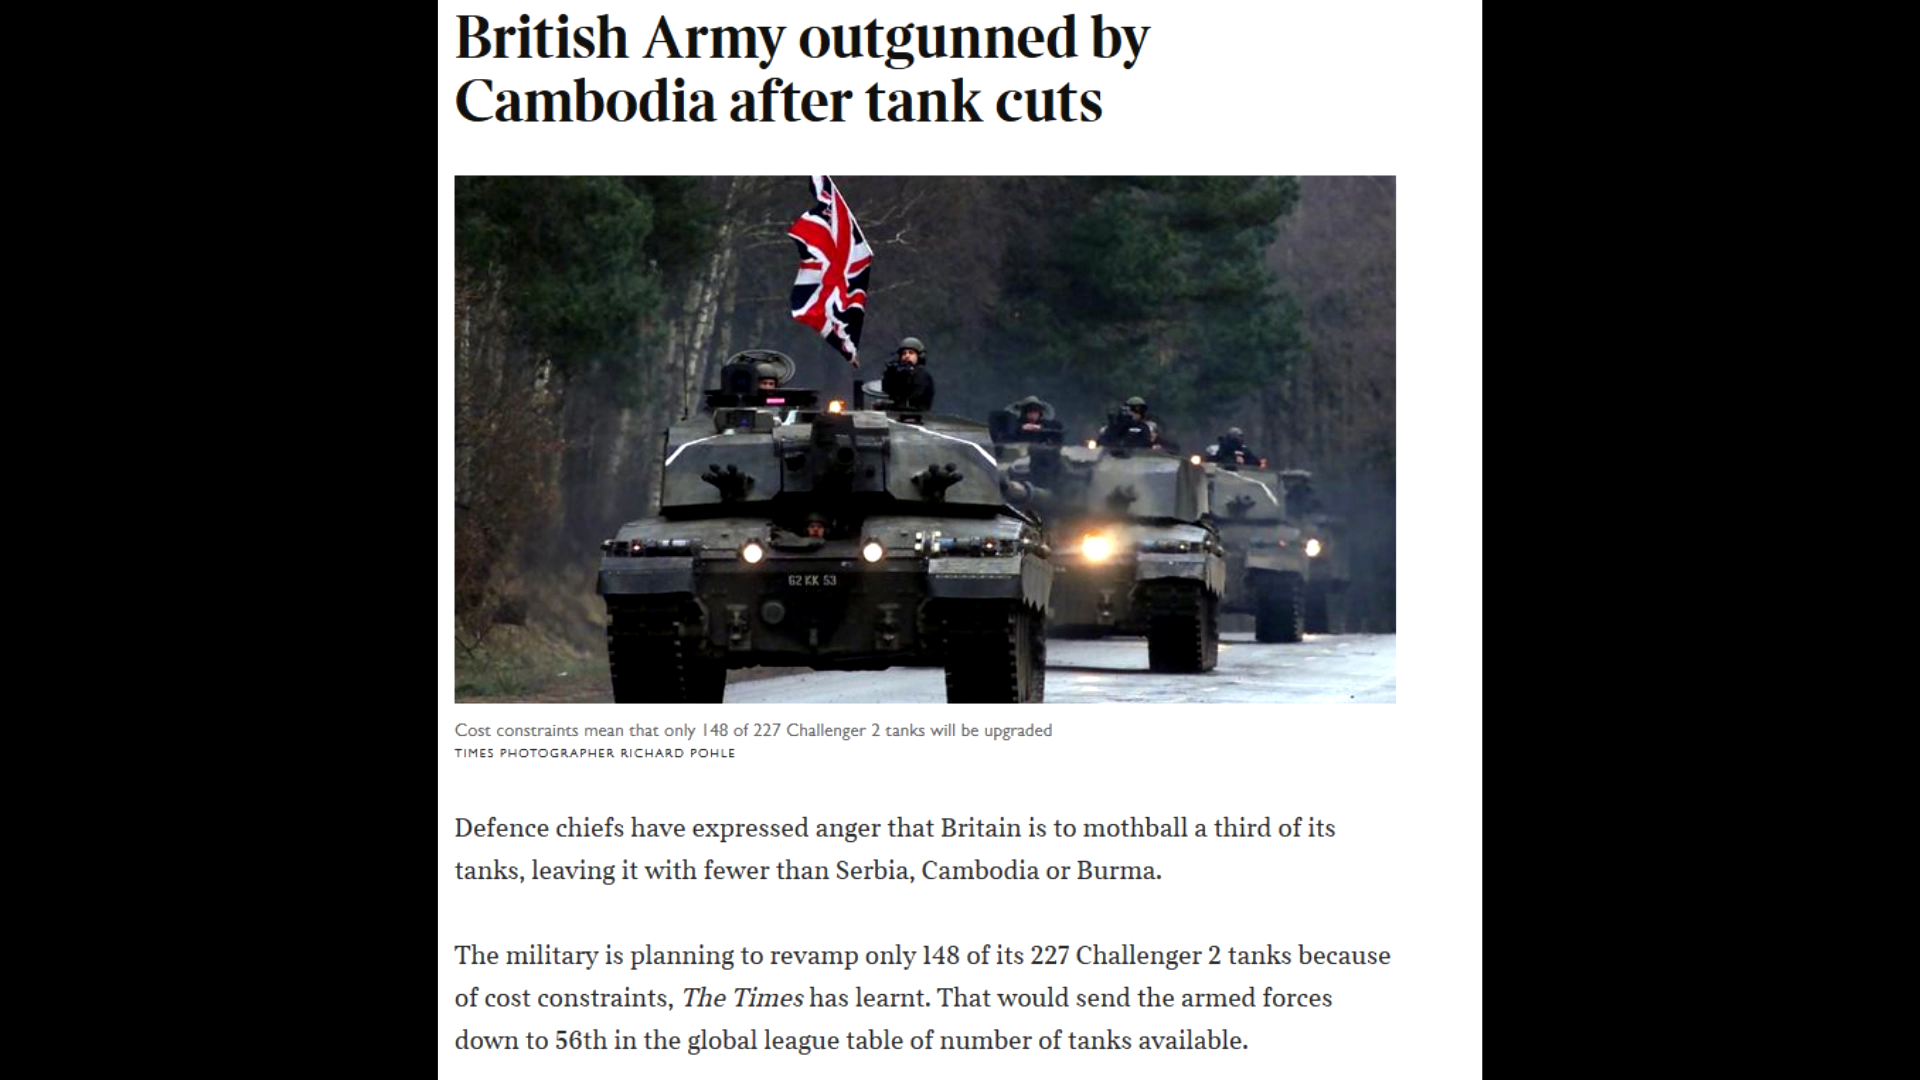 British Army outgunned by
Cambodia after tank cuts
62 KK 53
Cost constraints mean that only 148 of 227 Challenger 2 tanks will be upgraded
TIMES PHOTOGRAPHER RICHARD POHLE
Defence chiefs have expressed anger that Britain is to mothball a third of its
tanks, leaving it with fewer than Serbia, Cambodia or Burma.
The military is planning to revamp only 148 of its 227 Challenger 2 tanks because
of cost constraints, The Times has learnt. That would send the armed forces
down to 56th in the global league table of number of tanks available.